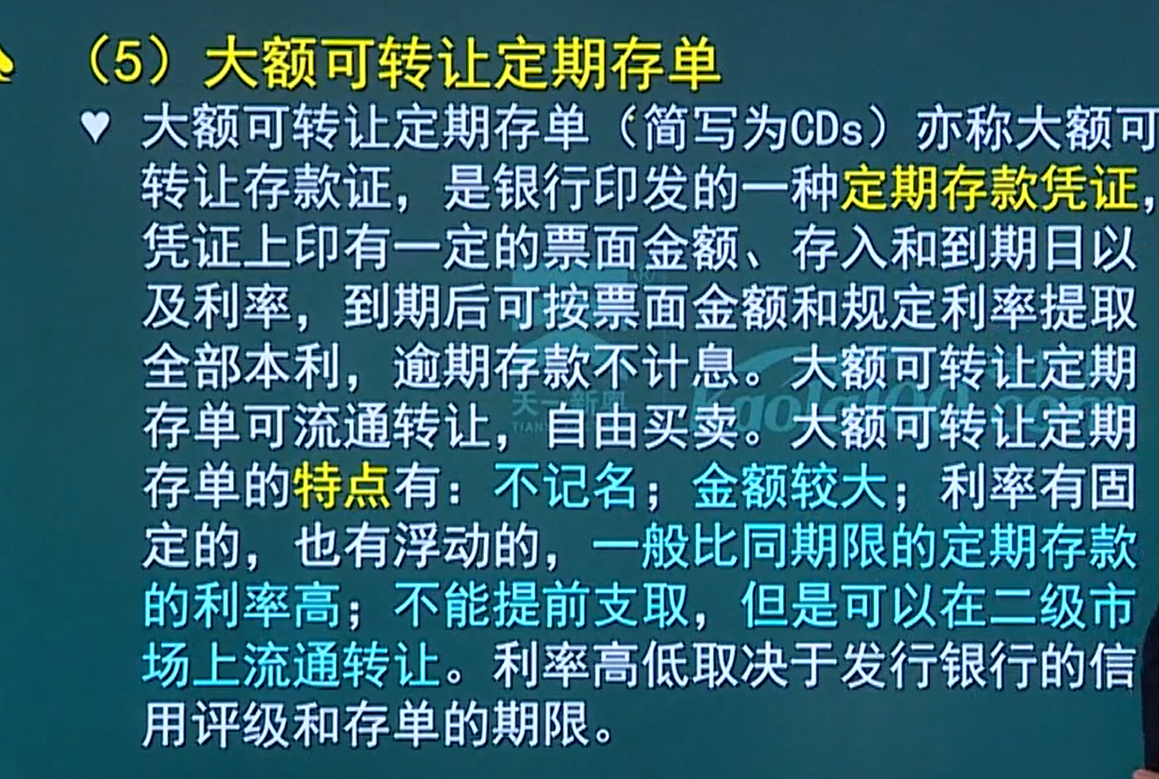 （5）大额可转让定期存单
♥ 大额可转让定期存单（简写为CDs）亦称大额可
转让存款证，是银行印发的一种定期存款凭证，
凭证上印有一定的票面金额、存入和到期日以
及利率，到期后可按票面金额和规定利率提取
全部本利，逾期存款不计息。大额可转让定期
存单可流通转让，自由买卖。大额可转让定期
存单的特点有：不记名；金额较大；利率有固
定的，也有浮动的，一般比同期限的定期存款
的利率高；不能提前支取，但是可以在二级市
场上流通转让。利率高低取决于发行银行的信
用评级和存单的期限。
天一新奥
kaola100.com